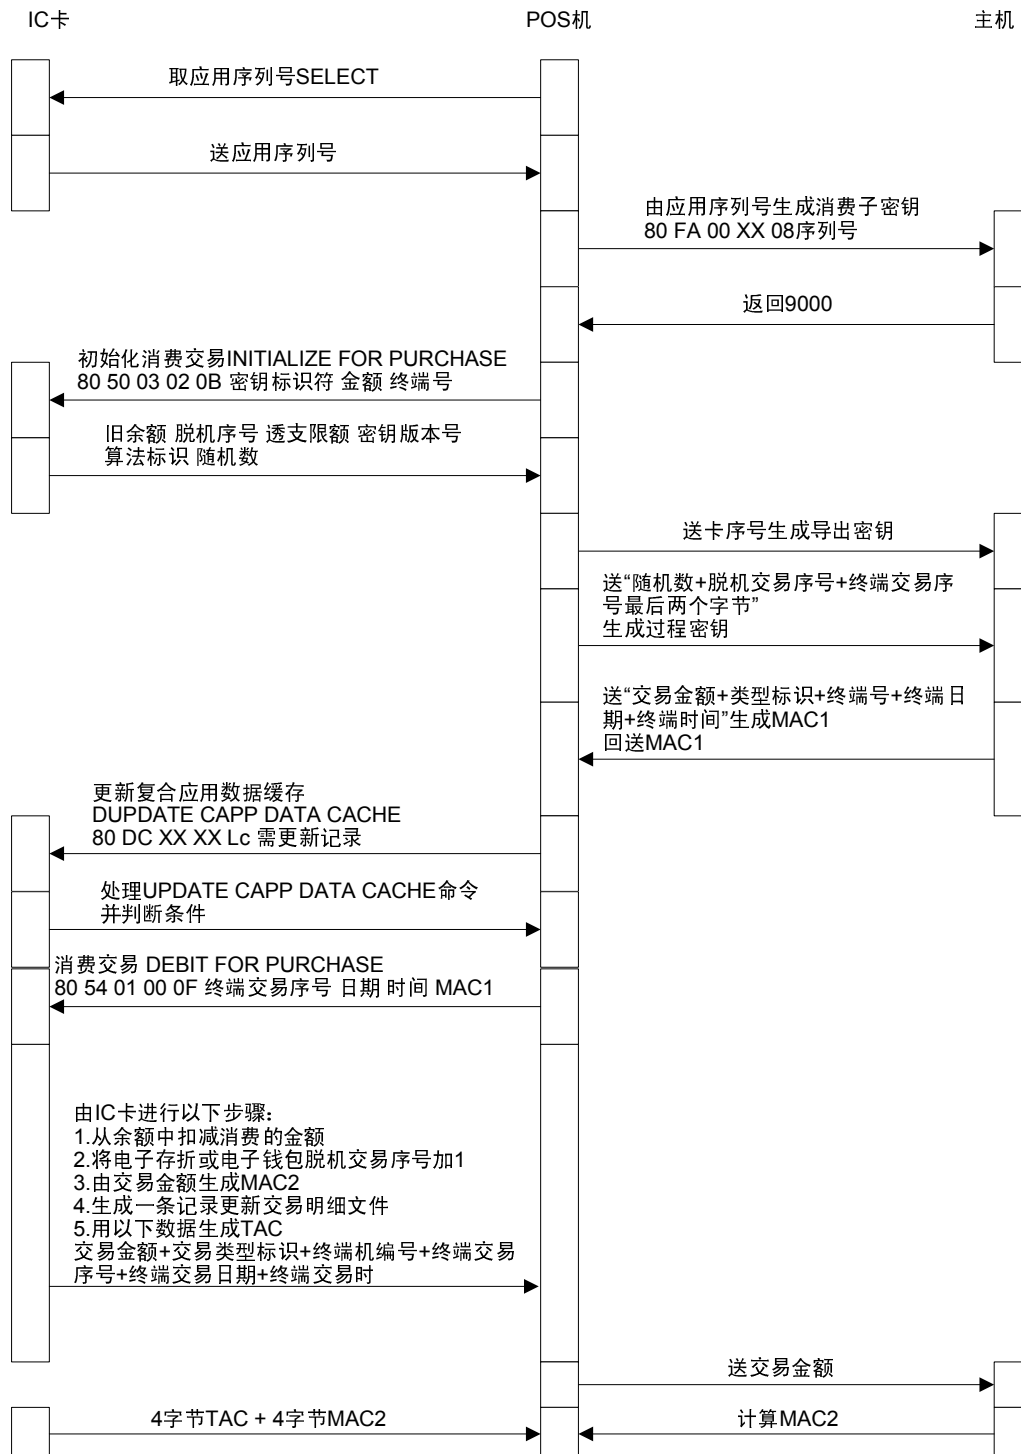 IC卡
POS机
主机
取应用序列号SELECT
送应用序列号
由应用序列号生成消费子密钥
80 FA 00 XX 08序列号
返回9000
初始化消费交易INITIALIZE FOR PURCHASE
80 50 03 02 0B 密钥标识符 金额 终端号
旧余额 脱机序号 透支限额 密钥版本号
算法标识 随机数
送卡序号生成导出密钥
送“随机数+脱机交易序号+终端交易序
号最后两个字节”
生成过程密钥
送“交易金额+类型标识+终端号+终端日
期+终端时间”生成MAC1
回送MAC1
更新复合应用数据缓存
DUPDATE CAPP DATA CACHE
80 DC XX XX Lc 需更新记录
处理UPDATE CAPP DATA CACHE命令
并判断条件
消费交易 DEBIT FOR PURCHASE
80 54 01 00 0F 终端交易序号 日期 时间 MAC1
由IC卡进行以下步骤：
1.从余额中扣减消费的金额
2.将电子存折或电子钱包脱机交易序号加1
3.由交易金额生成MAC2
4.生成一条记录更新交易明细文件
5.用以下数据生成TAC
交易金额+交易类型标识+终端机编号+终端交易
序号+终端交易日期+终端交易时
送交易金额
4字节TAC + 4字节MAC2
计算MAC2